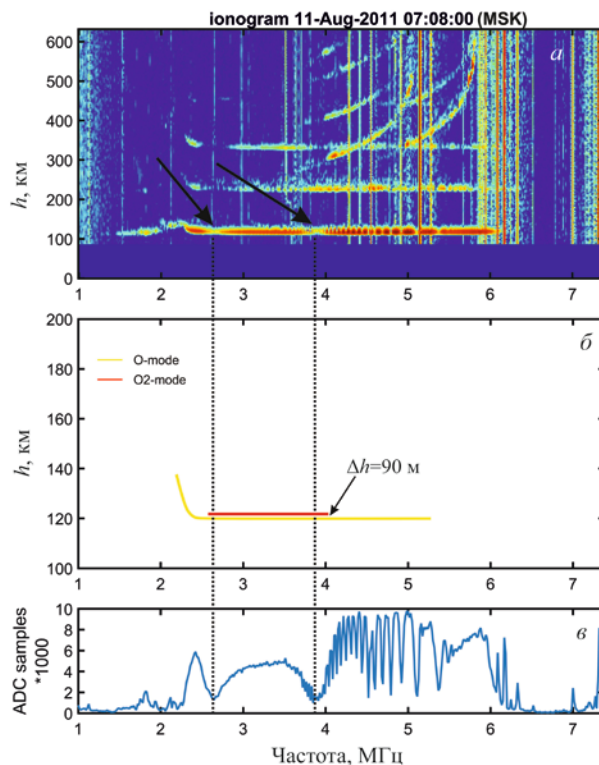 ionogram 11-Aug-2011 07:08:00 (MSK)
а
h, км
600
500
400
300
200
100
0
1 2 3 4 5 6 7
б
O-mode
O2-mode
Δh=90 м
h, км
200
180
160
140
120
100
1 2 3 4 5 6 7
в
ADC samples
*1000
10
8
6
4
2
0
1 2 3 4 5 6 7
Частота, МГц